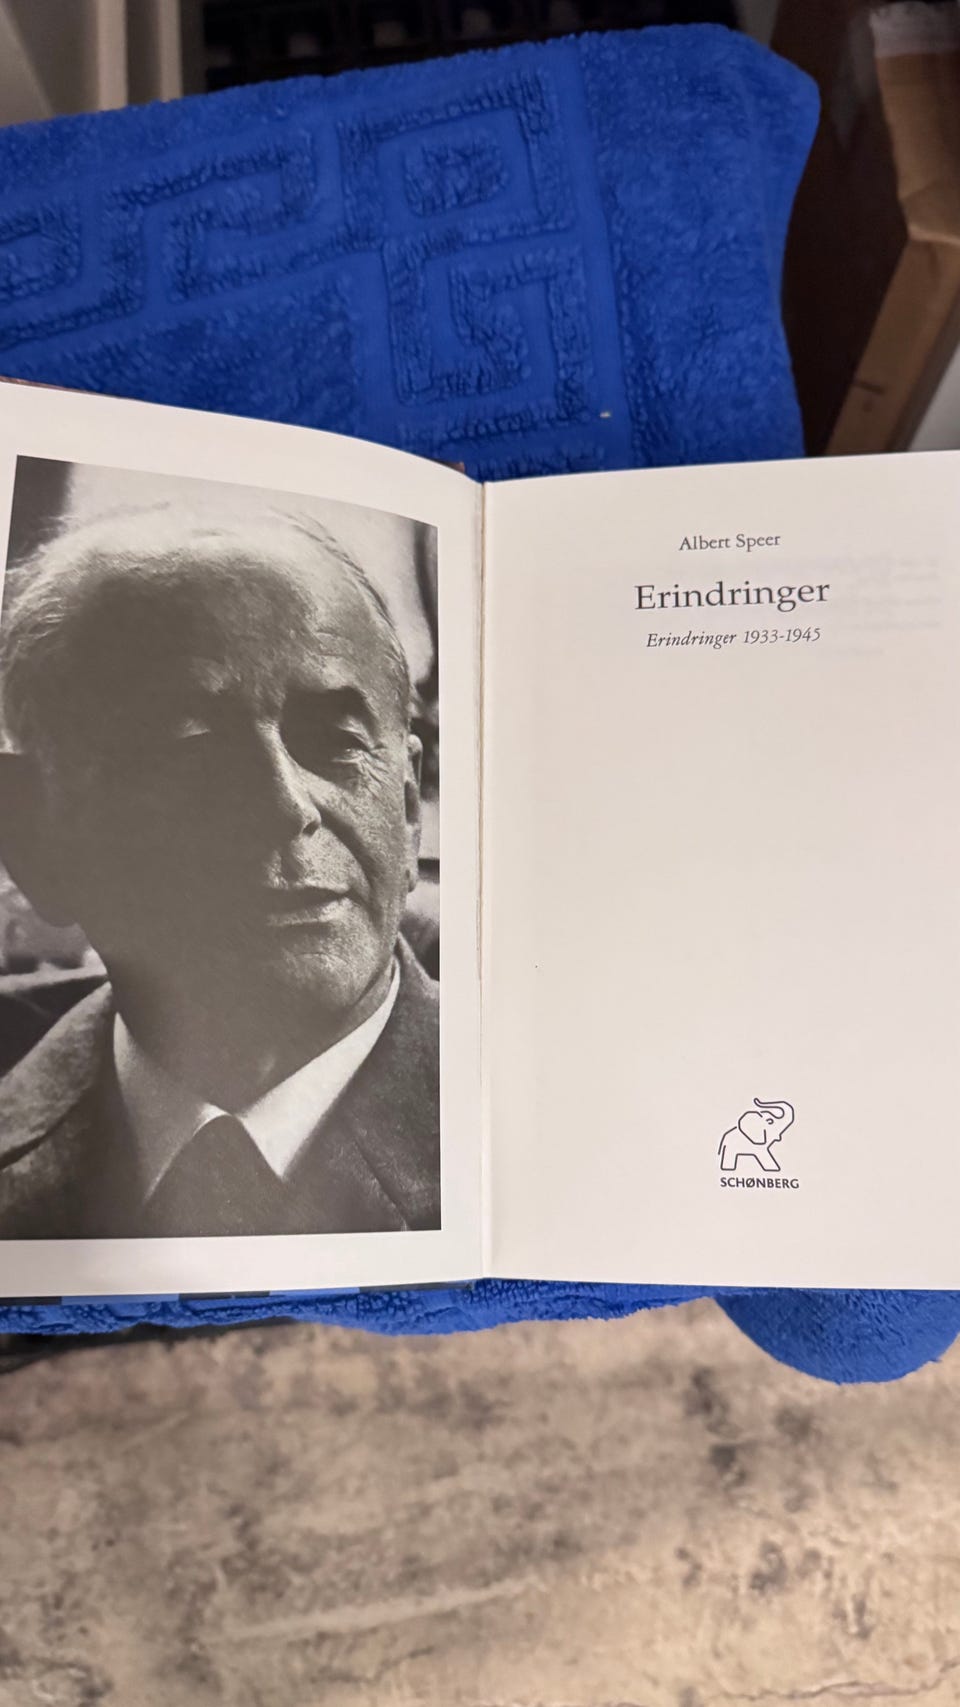 Albert Speer
Erindringer
Erindringer 1933-1945
SCHØNBERG